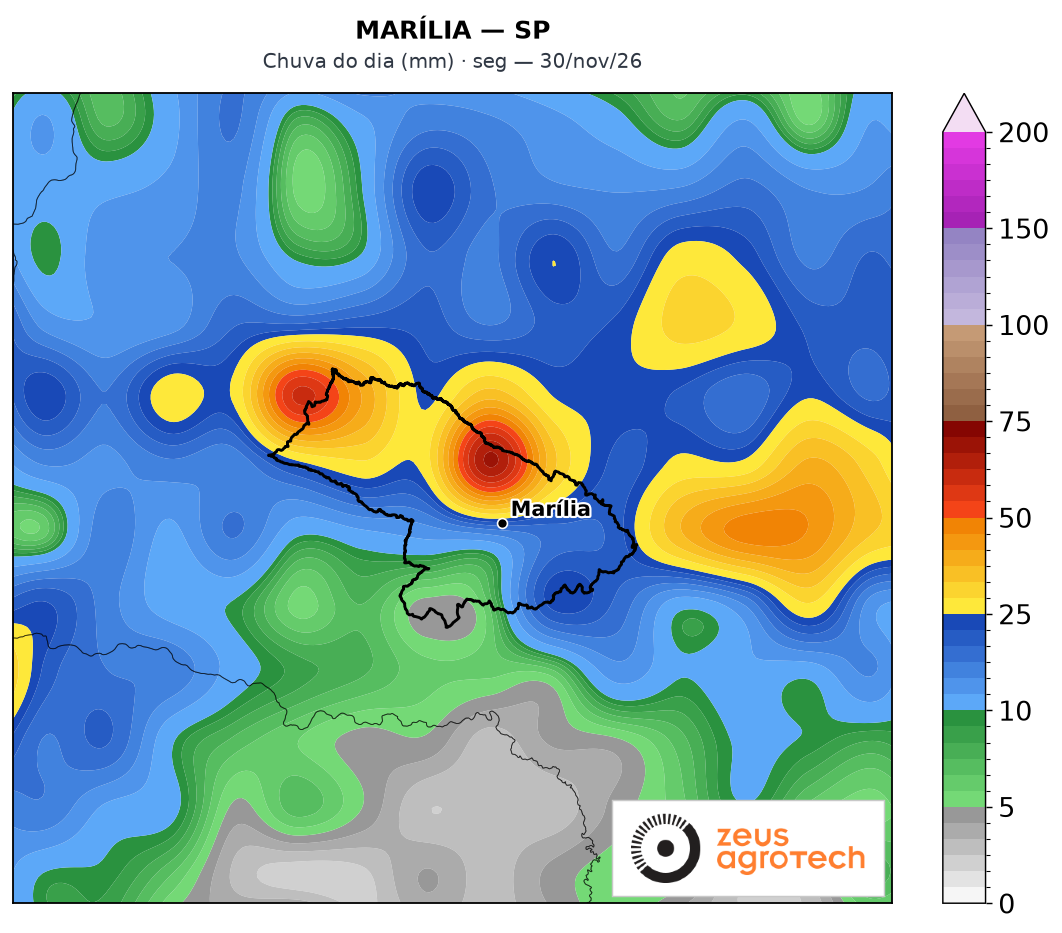 MARÍLIA — SP
Chuva do dia (mm) · seg — 30/nov/26
200
150
100
75
50
25
10
5
0
Marília
zeus
agrotech